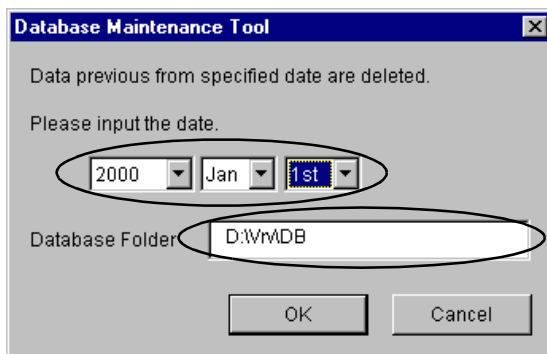 Database Maintenance Tool
Data previous from specified date are deleted.
Please input the date.
2000 Jan 1st
Database Folder D:\Vrv\DB
OK Cancel